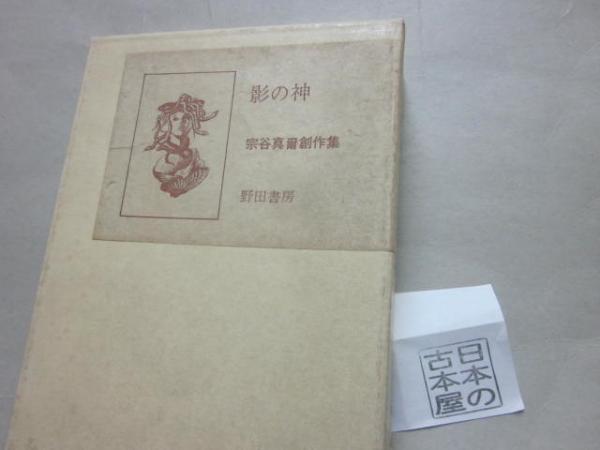 影の神
宗谷真爾創作集
野田書房
日本の
古本屋